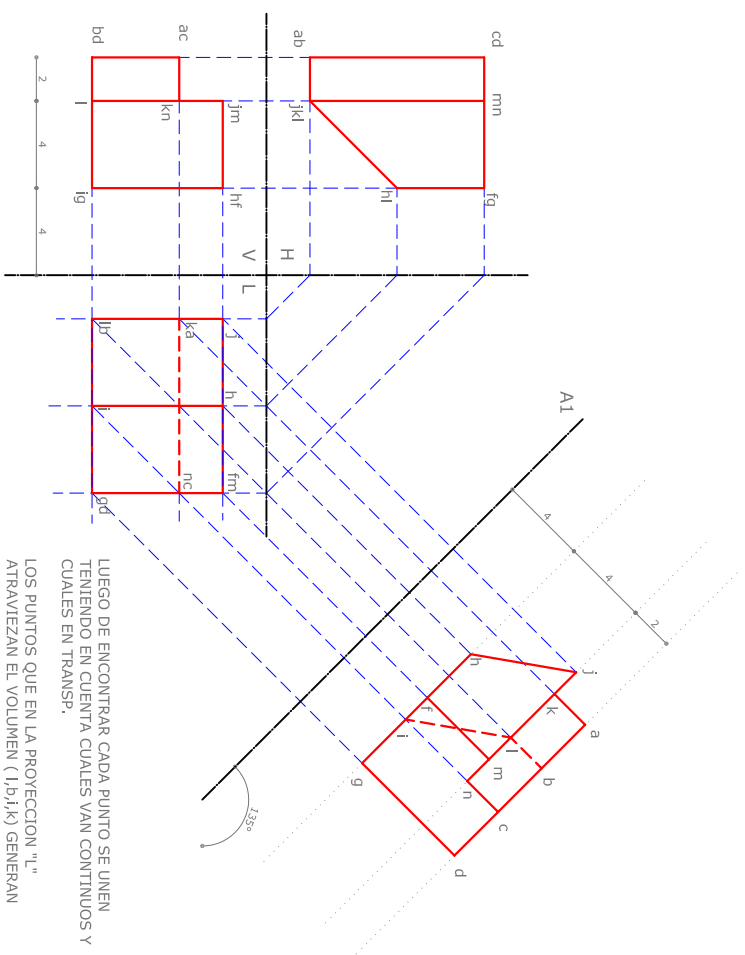 cd
mn
fg
ab
jkl
hI
H
V
L
ac
bd
jm
kn
l
hf
ig
2
4
4
j
h
fm
ka
nc
lb
i
gd
A1
4
4
2
j
a
k
h
b
l
m
f
i
c
n
g
d
135°
LUEGO DE ENCONTRAR CADA PUNTO SE UNEN
TENIENDO EN CUENTA CUALES VAN CONTINUOS Y
CUALES EN TRANSP.
LOS PUNTOS QUE EN LA PROYECCION "L"
ATRAVIEZAN EL VOLUMEN ( l,b,i,k) GENERAN